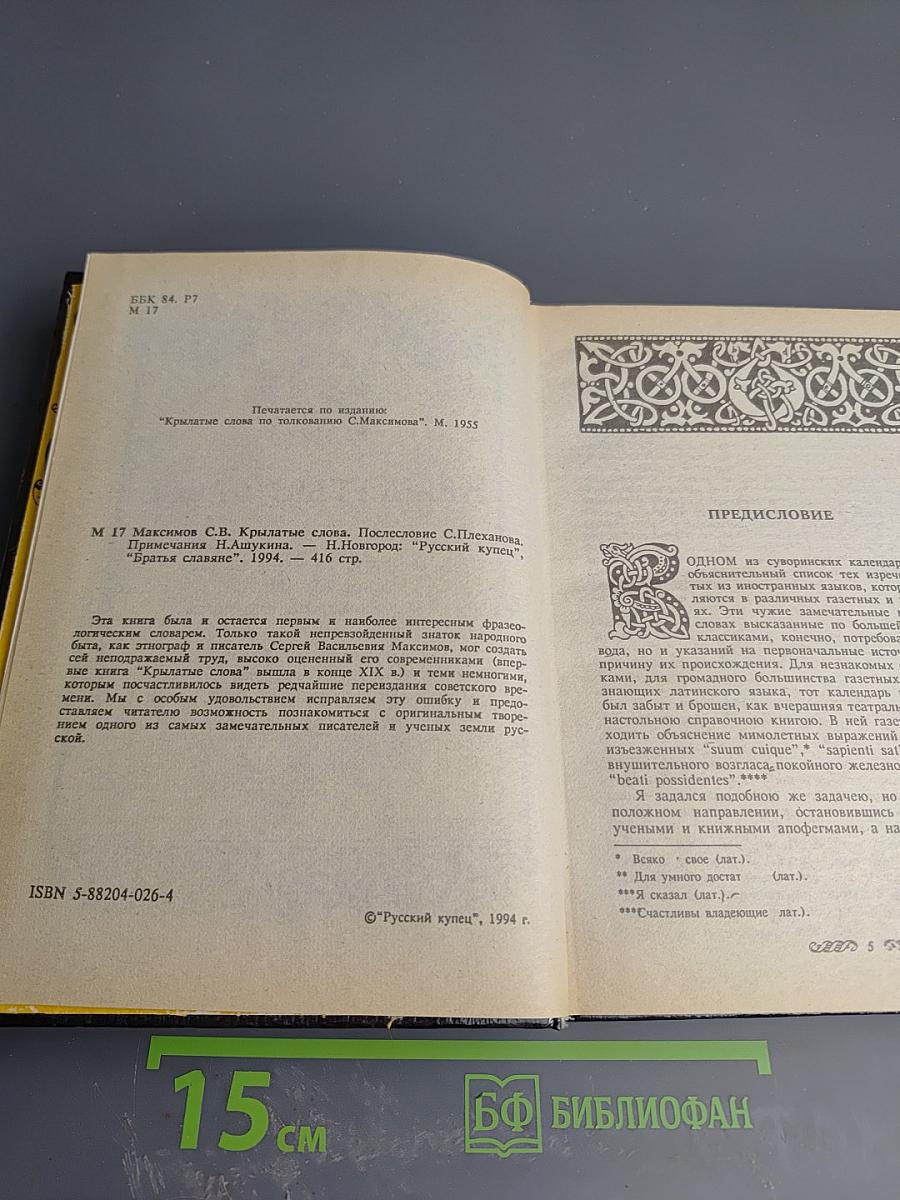 ББК 84. Р7
М 17
Печатается по изданию:
"Крылатые слова по толкованию С.Максимова". М. 1955
М 17 Максимов С.В. Крылатые слова. Послесловие С.Плеханова.
Примечания Н.Ашукина. — Н.Новгород: "Русский купец",
"Братья славяне". 1994. — 416 стр.
Эта книга была и остается первым и наиболее интересным фразео-
логическим словарем. Только такой непревзойденный знаток народного
быта, как этнограф и писатель Сергей Васильевич Максимов, мог создать
сей неподражаемый труд, высоко оцененный его современниками (впер-
вые книга "Крылатые слова" вышла в конце XIX в.) и теми немногими,
которым посчастливилось видеть редчайшие переиздания советского вре-
мени. Мы с особым удовольствием исправляем эту ошибку и предо-
ставляем читателю возможность познакомиться с оригинальным творе-
нием одного из самых замечательных писателей и ученых земли рус-
ской.
ISBN 5-88204-026-4
©"Русский купец", 1994 г.
ПРЕДИСЛОВИЕ
В ОДНОМ из суворинских календар
объяснительный список тех изрече
тых из иностранных языков, котор
ляются в различных газетных и
ях. Эти чужие замечательные
словах высказанные по большей
классиками, конечно, потребова
вода, но и указаний на первоначальные источ
причину их происхождения. Для незнакомых
ками, для громадного большинства газетных
знающих латинского языка, тот календарь
был забыт и брошен, как вчерашняя театраль
настольною справочною книгою. В ней газе
ходить объяснение мимолетных выражений
изъезженных "suum cuique",* "sapienti sat"
внушительного возгласа покойного железно
"beati possidentes".****
Я задался подобною же задачею, но
положном направлении, остановившись
учеными и книжными апофегмами, а на
* Всяко свое (лат.).
** Для умного достат (лат.).
***Я сказал (лат.).
****Счастливы владеющие лат.).
5
15 см
БФ БИБЛИОФАН